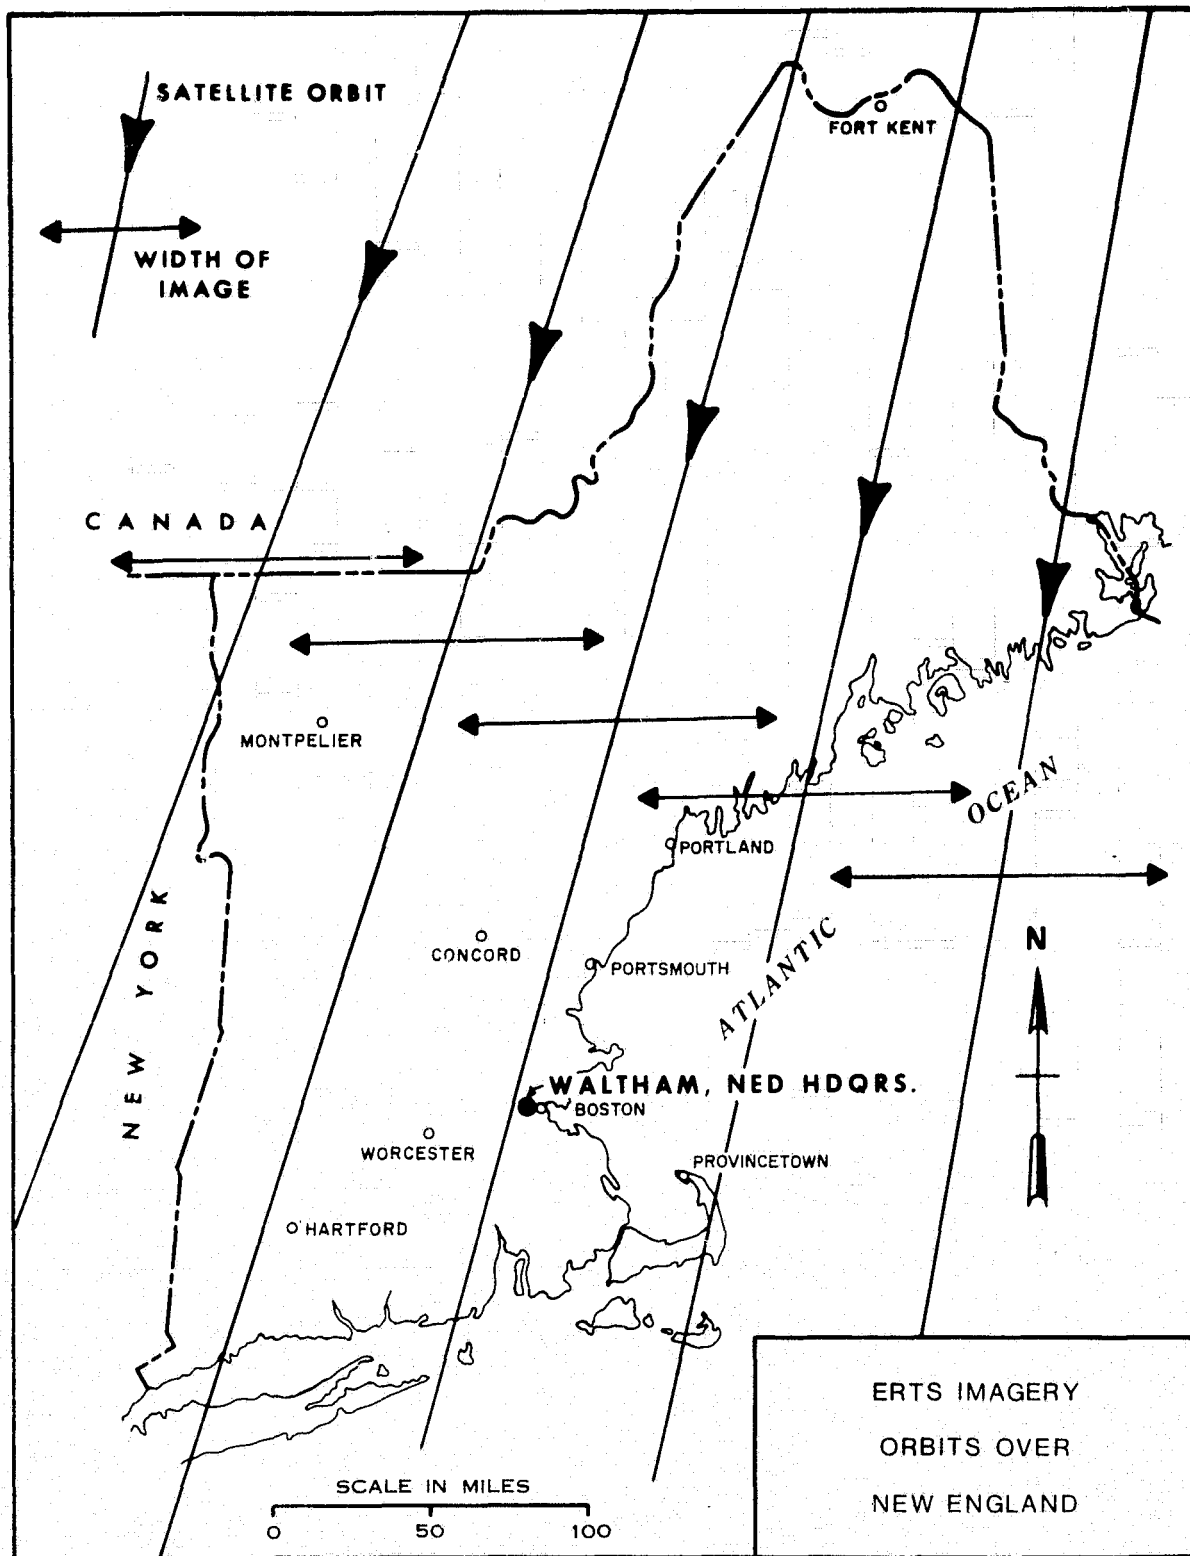 SATELLITE ORBIT
WIDTH OF
IMAGE
FORT KENT
CANADA
MONTPELIER
OCEAN
PORTLAND
NEW YORK
CONCORD
PORTSMOUTH
ATLANTIC
N
WALTHAM, NED HDQRS.
BOSTON
WORCESTER
PROVINCETOWN
HARTFORD
SCALE IN MILES
0 50 100
ERTS IMAGERY
ORBITS OVER
NEW ENGLAND